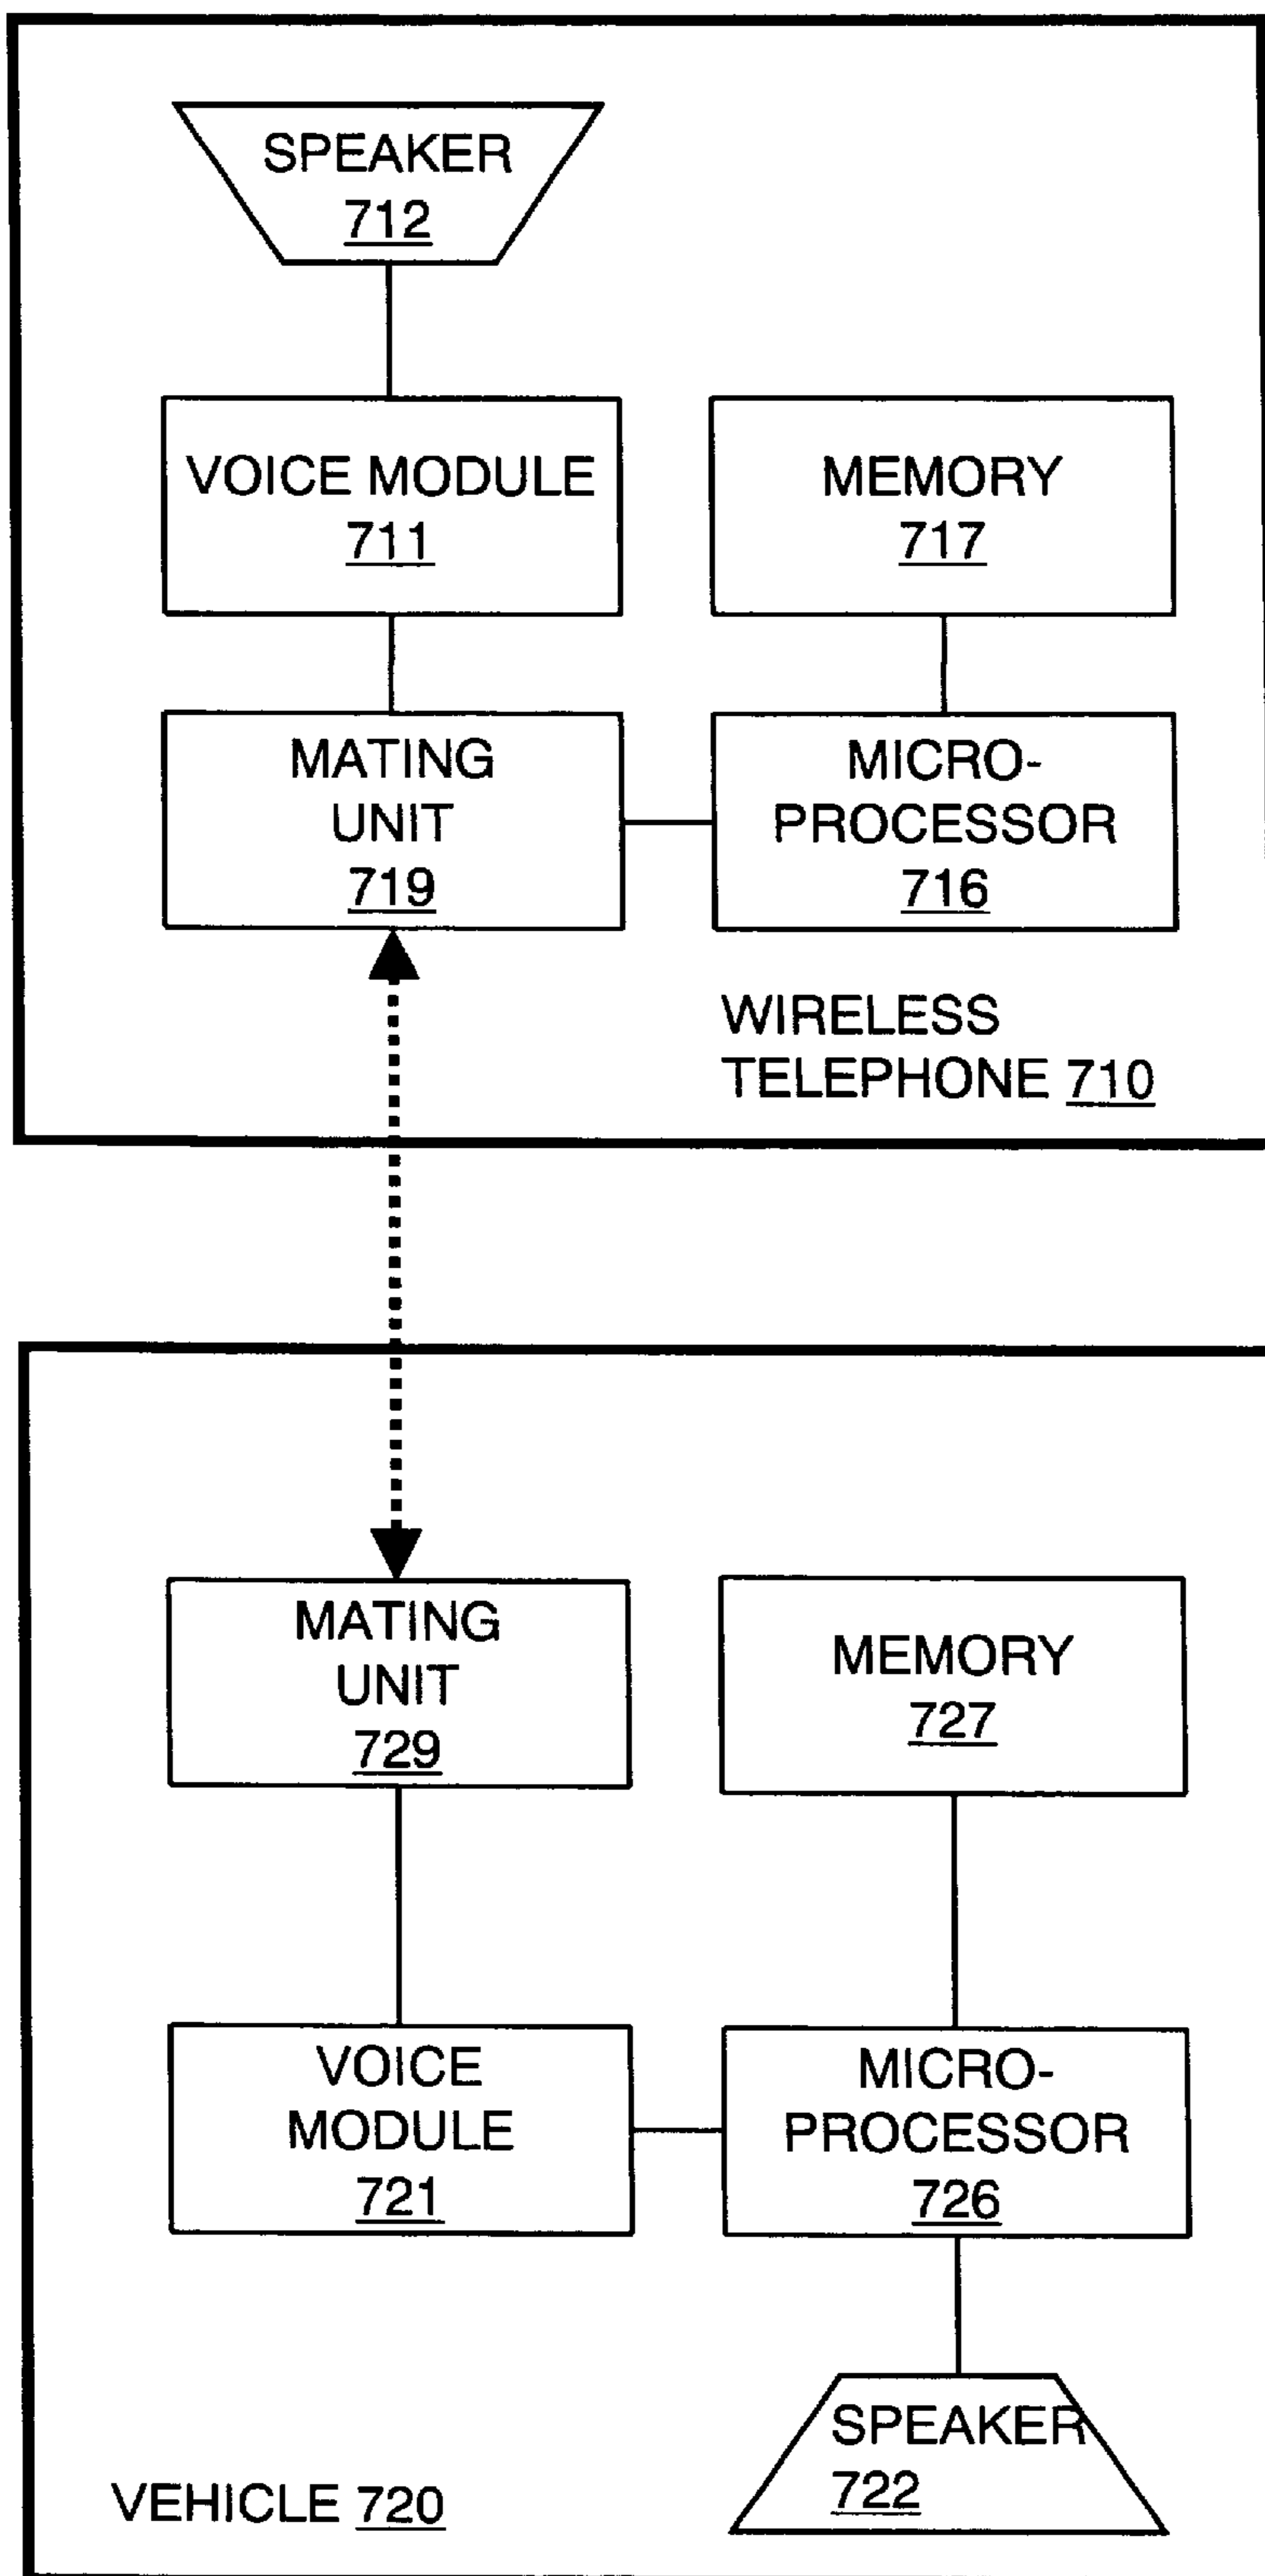 SPEAKER
712
VOICE MODULE
711
MEMORY
717
MATING
UNIT
719
MICRO-
PROCESSOR
716
WIRELESS
TELEPHONE 710
MATING
UNIT
729
MEMORY
727
VOICE
MODULE
721
MICRO-
PROCESSOR
726
SPEAKER
722
VEHICLE 720